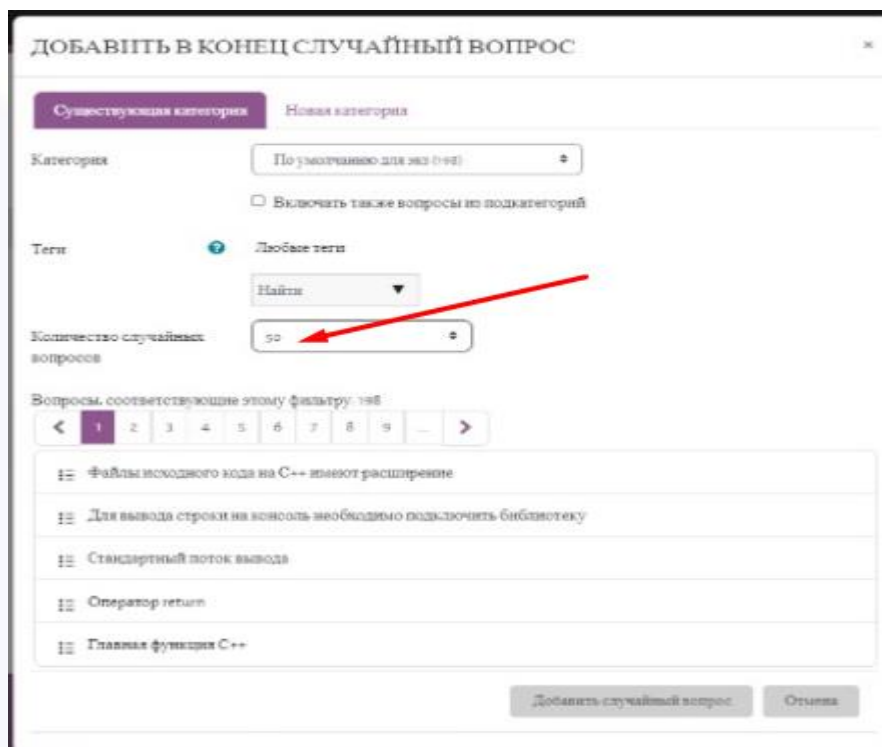 ДОБАВИТЬ В КОНЕЦ СЛУЧАЙНЫЙ ВОПРОС ×
Существующая категория Новая категория
Категория По умолчанию для экз (198)
Включать также вопросы из подкатегорий
Теги ? Любые теги
Найти ▼
Количество случайных 50
вопросов
Вопросы, соответствующие этому фильтру: 198
1 2 3 4 5 6 7 8 9 ...
Файлы исходного кода на C++ имеют расширение
Для вывода строки на консоль необходимо подключить библиотеку
Стандартный поток вывода
Оператор return
Главная функция C++
Добавить случайный вопрос Отмена